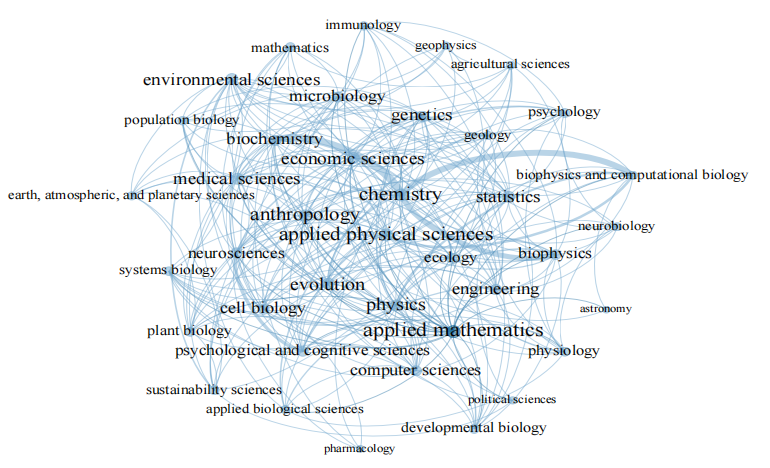 immunology
mathematics
geophysics
agricultural sciences
environmental sciences
microbiology
genetics
psychology
population biology
geology
biochemistry
economic sciences
medical sciences
biophysics and computational biology
earth, atmospheric, and planetary sciences
chemistry
statistics
anthropology
applied physical sciences
neurobiology
neurosciences
ecology
biophysics
systems biology
evolution
engineering
cell biology
physics
astronomy
plant biology
applied mathematics
psychological and cognitive sciences
physiology
computer sciences
sustainability sciences
political sciences
applied biological sciences
developmental biology
pharmacology